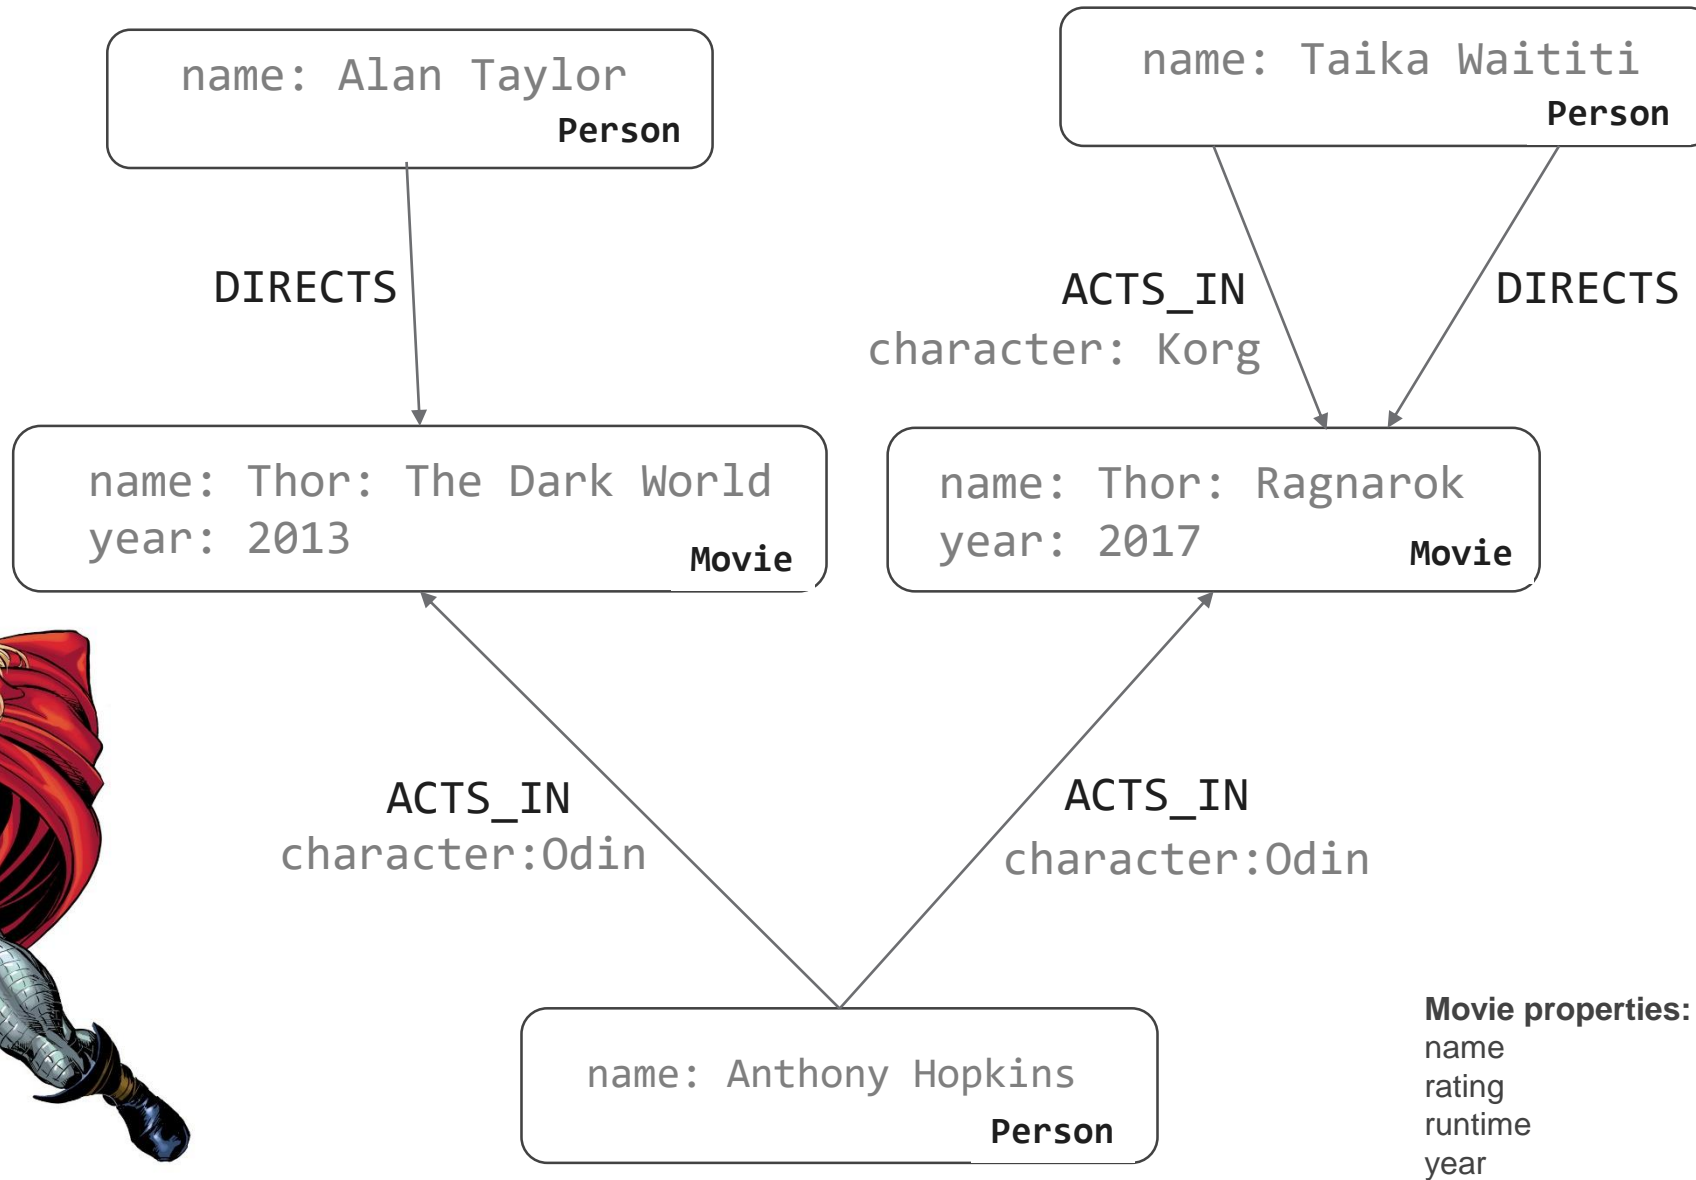 name: Alan Taylor
Person
name: Taika Waititi
Person
DIRECTS
ACTS_IN
character: Korg
DIRECTS
name: Thor: The Dark World
year: 2013
Movie
name: Thor: Ragnarok
year: 2017
Movie
ACTS_IN
character:Odin
ACTS_IN
character:Odin
name: Anthony Hopkins
Person
Movie properties:
name
rating
runtime
year